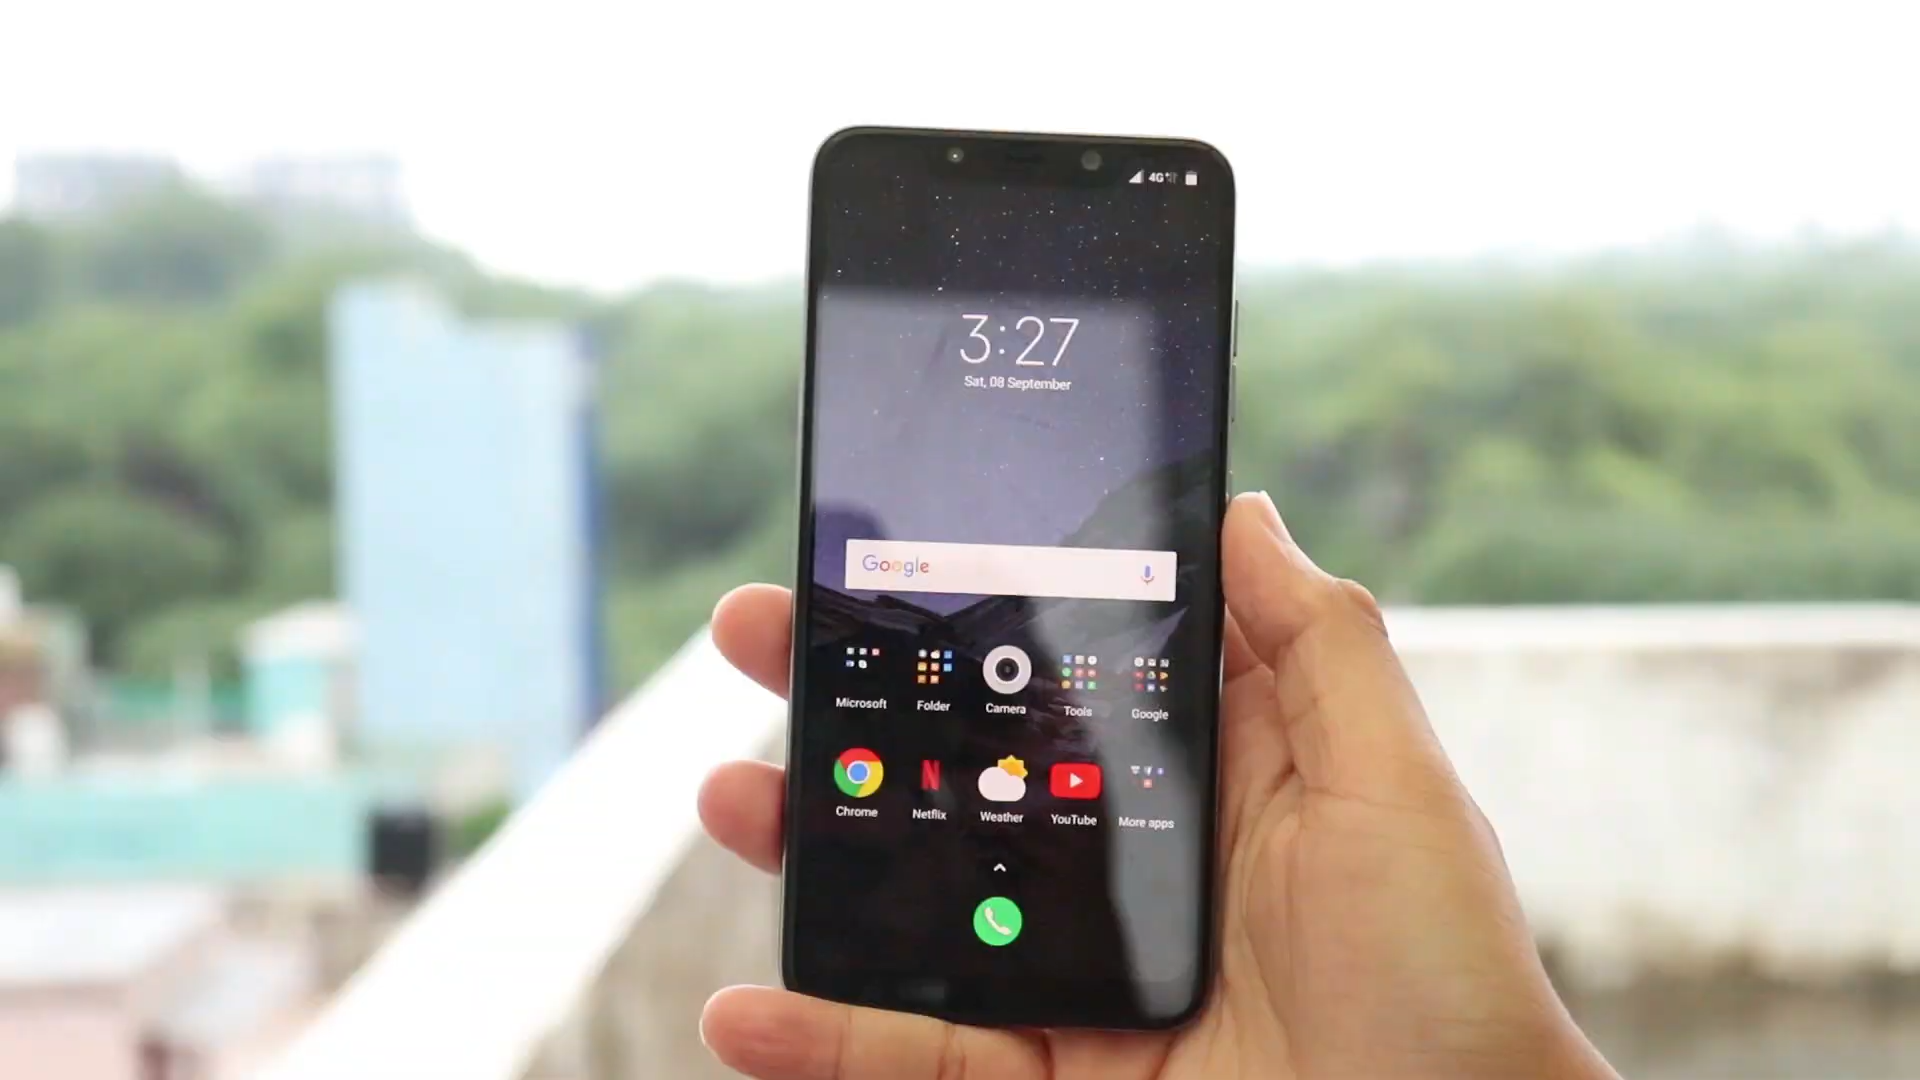 4G+
3:27
Sat, 08 September
Google
Microsoft
Folder
Camera
Tools
Google
Chrome
Netflix
Weather
YouTube
More apps